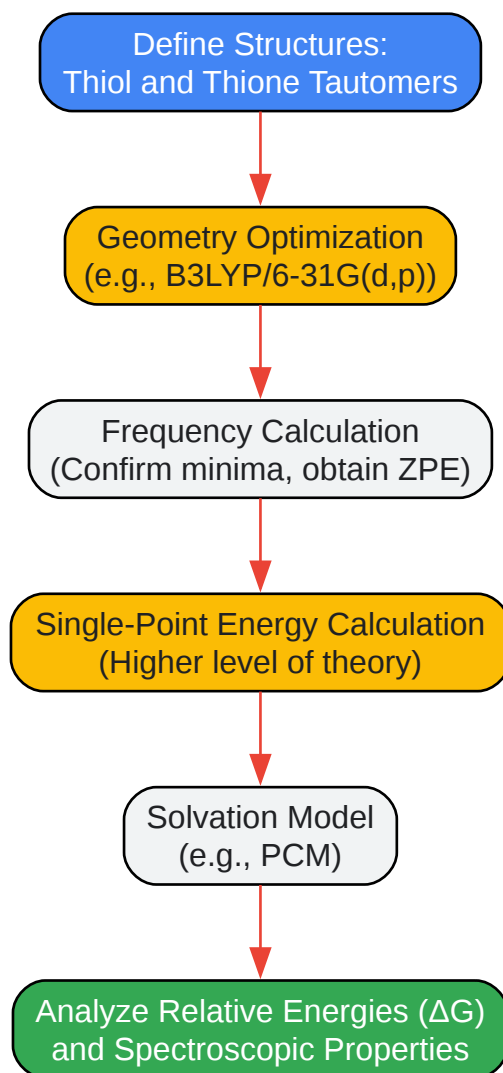 Define Structures:
Thiol and Thione Tautomers
Geometry Optimization
(e.g., B3LYP/6-31G(d,p))
Frequency Calculation
(Confirm minima, obtain ZPE)
Single-Point Energy Calculation
(Higher level of theory)
Solvation Model
(e.g., PCM)
Analyze Relative Energies (ΔG)
and Spectroscopic Properties